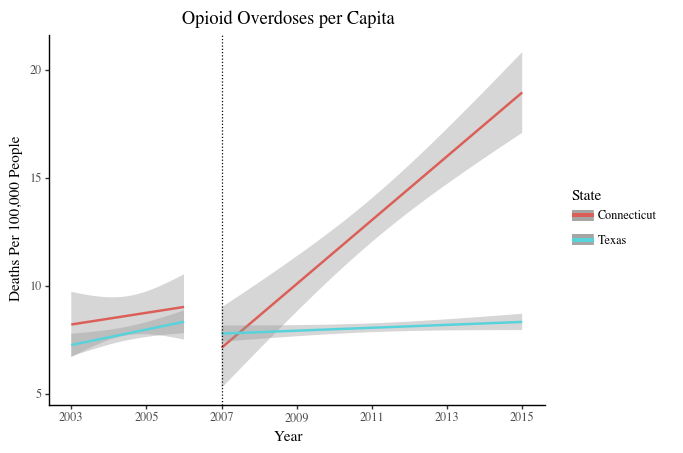 Opioid Overdoses per Capita
Deaths Per 100,000 People
20
15
10
5
2003 2005 2007 2009 2011 2013 2015
Year
State
Connecticut
Texas